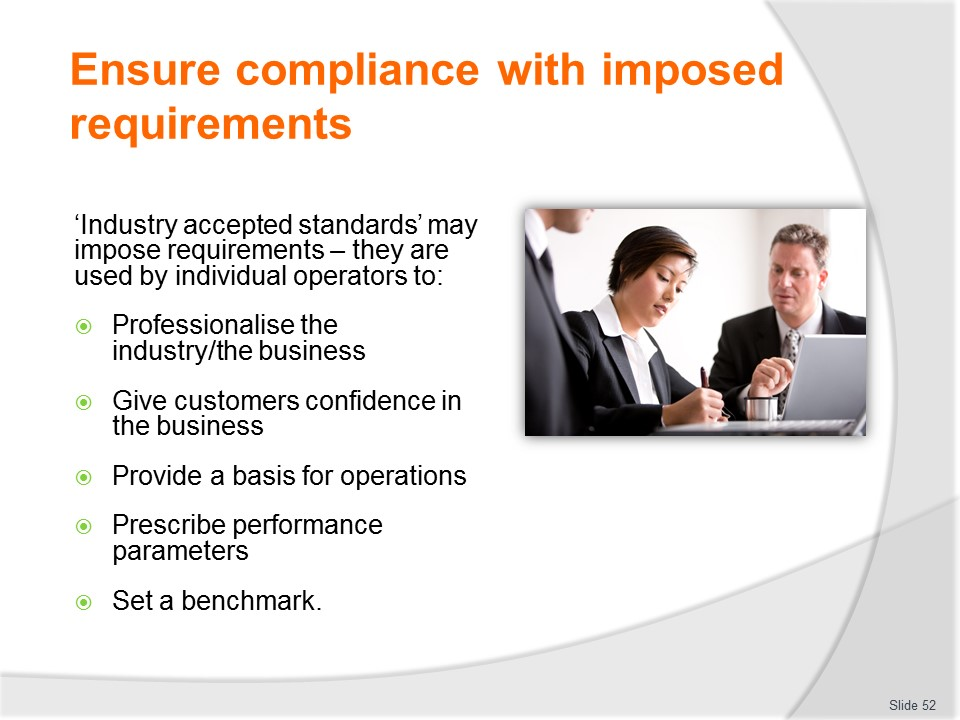 Ensure compliance with imposed
requirements
‘Industry accepted standards’ may
impose requirements – they are
used by individual operators to:
Professionalise the
industry/the business
Give customers confidence in
the business
Provide a basis for operations
Prescribe performance
parameters
Set a benchmark.
Slide 52